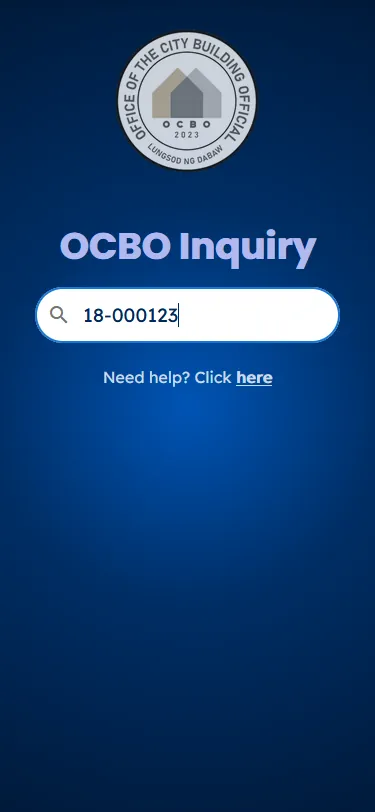 OFFICE OF THE CITY BUILDING OFFICIAL
OCBO
2023
LUNGSOD NG DABAW
OCBO Inquiry
18-000123
Need help? Click here